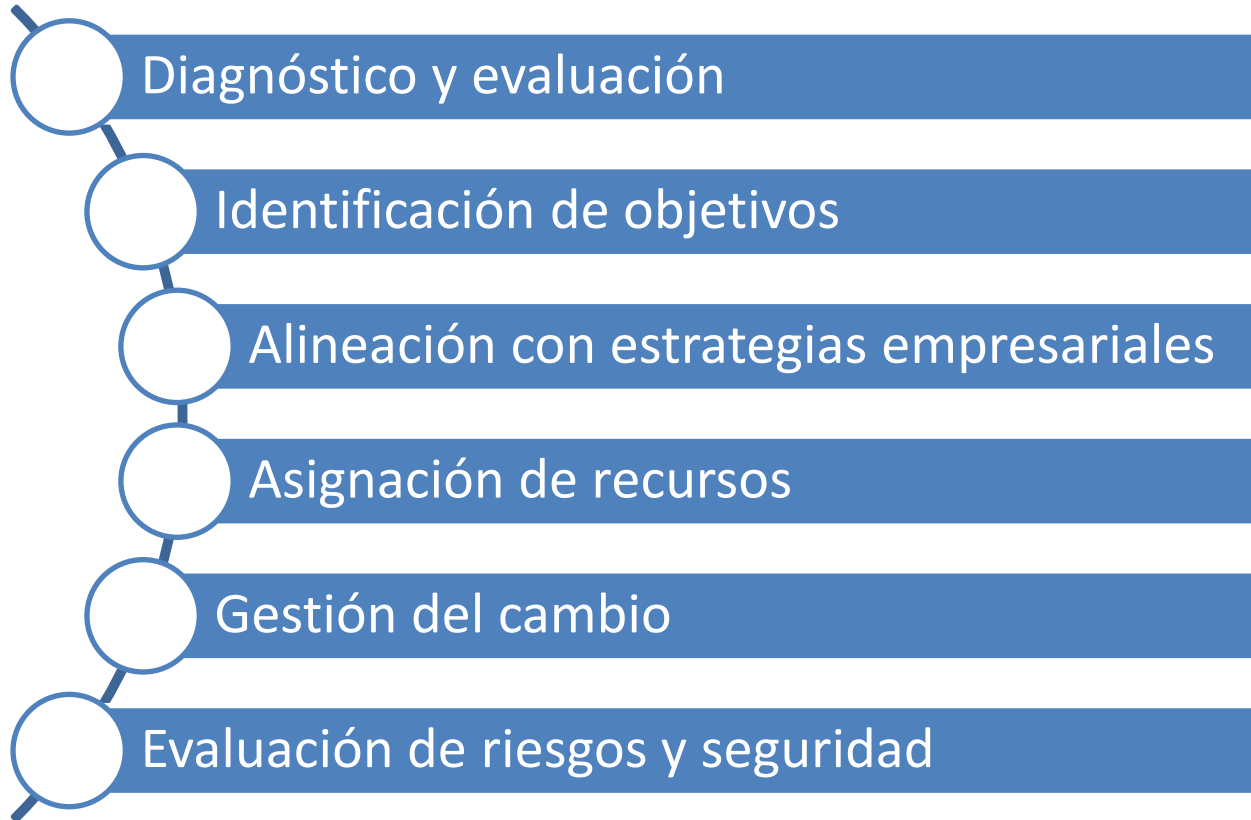 Diagnóstico y evaluación
Identificación de objetivos
Alineación con estrategias empresariales
Asignación de recursos
Gestión del cambio
Evaluación de riesgos y seguridad